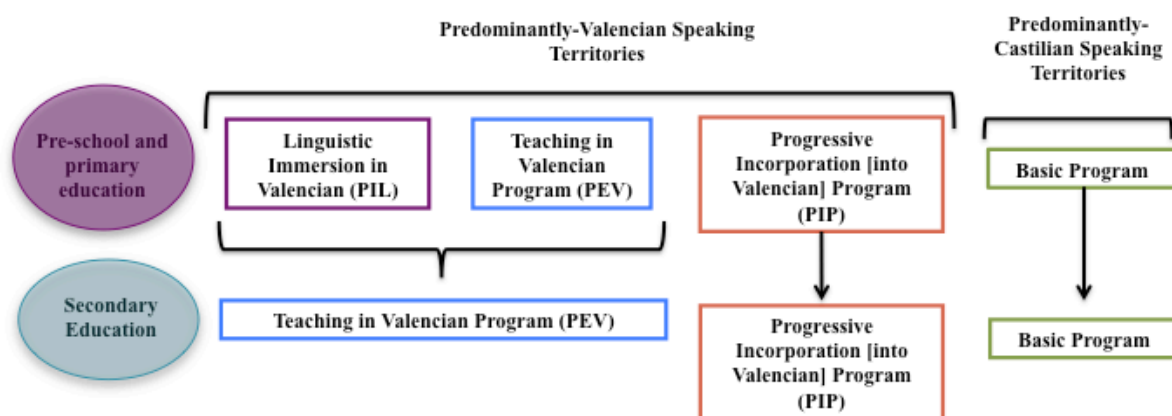 Predominantly-Valencian Speaking
Territories
Predominantly-
Castilian Speaking
Territories
Pre-school and
primary
education
Linguistic
Immersion in
Valencian (PIL)
Teaching in
Valencian
Program (PEV)
Progressive
Incorporation [into
Valencian] Program
(PIP)
Basic Program
Secondary
Education
Teaching in Valencian Program (PEV)
Progressive
Incorporation [into
Valencian] Program
(PIP)
Basic Program